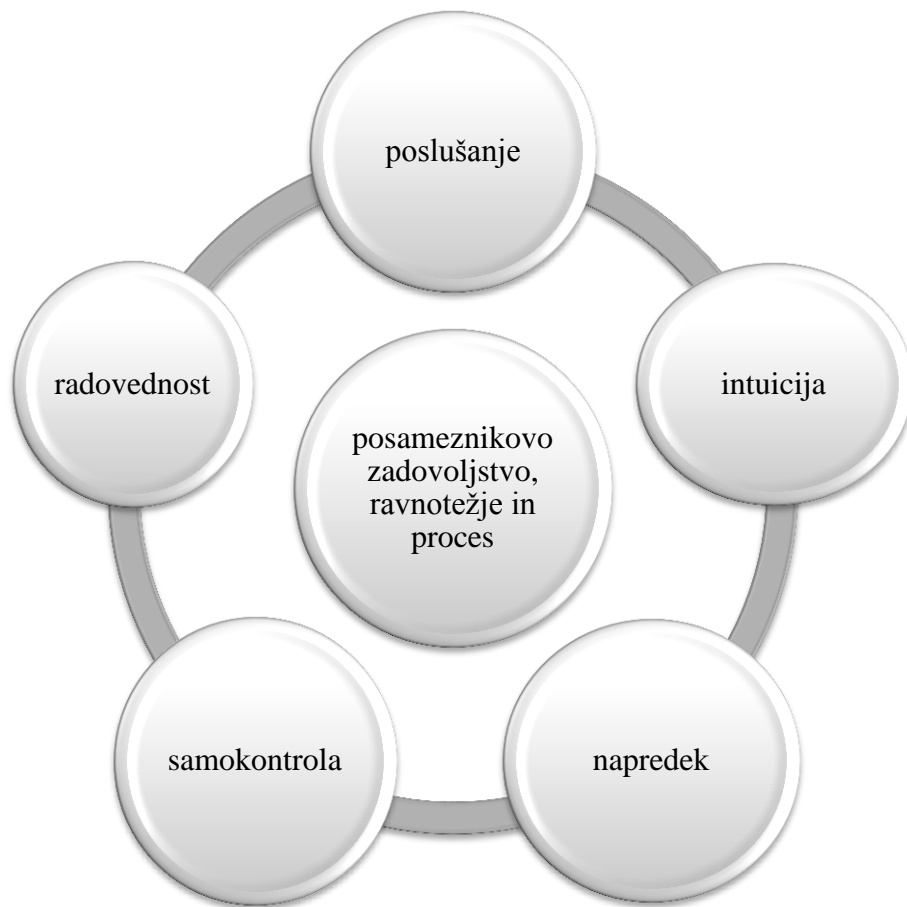 poslušanje
radovednost
intuicija
posameznikovo
zadovoljstvo,
ravnotežje in
proces
samokontrola
napredek